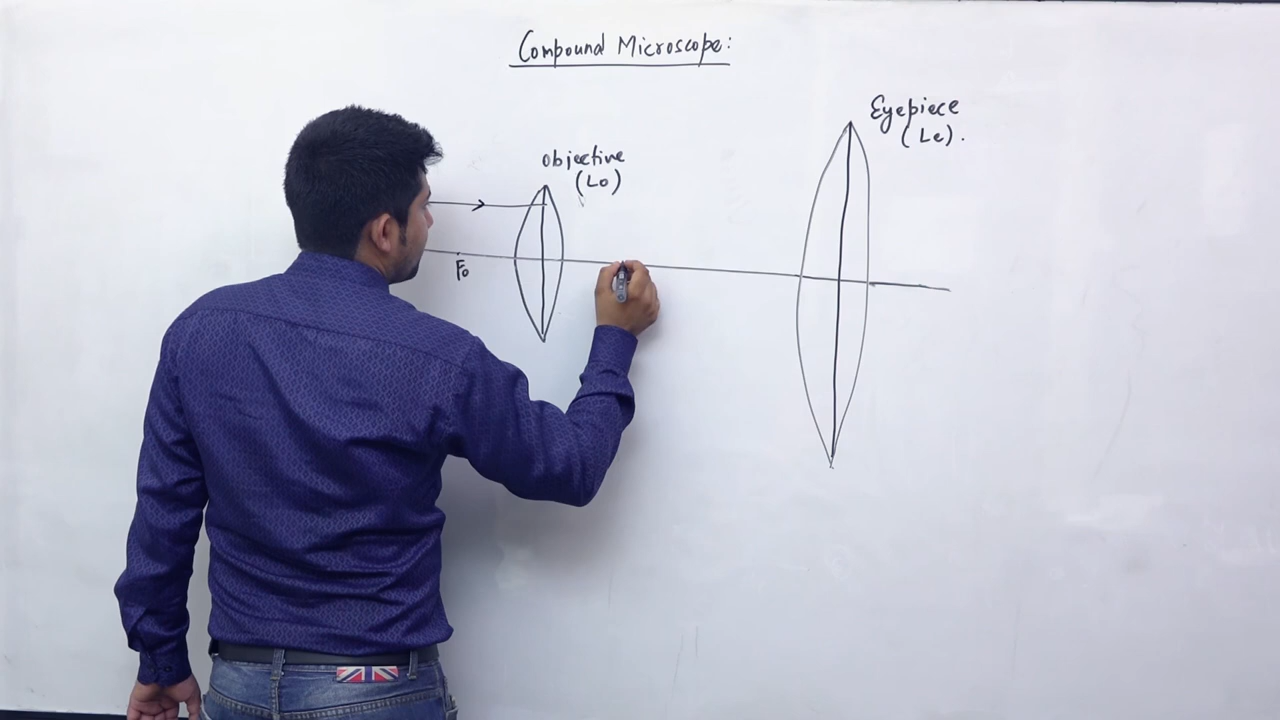 Compound Microscope:
Eyepiece
(Le).
Objective
(Lo)
Fo